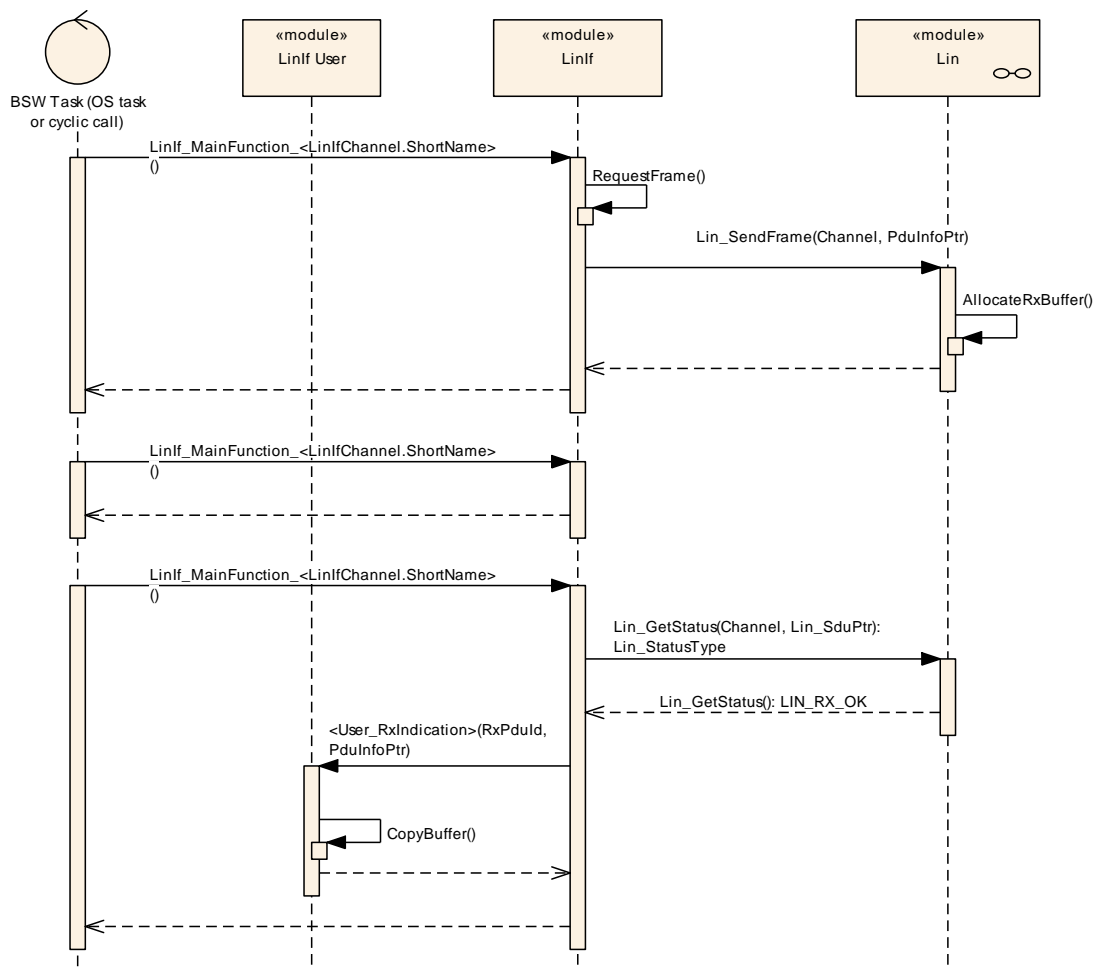 «module»
LinIf User
«module»
LinIf
«module»
Lin
BSW Task (OS task
or cyclic call)
LinIf_MainFunction_<LinIfChannel.ShortName>
()
RequestFrame()
Lin_SendFrame(Channel, PduInfoPtr)
AllocateRxBuffer()
LinIf_MainFunction_<LinIfChannel.ShortName>
()
LinIf_MainFunction_<LinIfChannel.ShortName>
()
Lin_GetStatus(Channel, Lin_SduPtr):
Lin_StatusType
Lin_GetStatus(): LIN_RX_OK
<User_RxIndication>(RxPduId,
PduInfoPtr)
CopyBuffer()